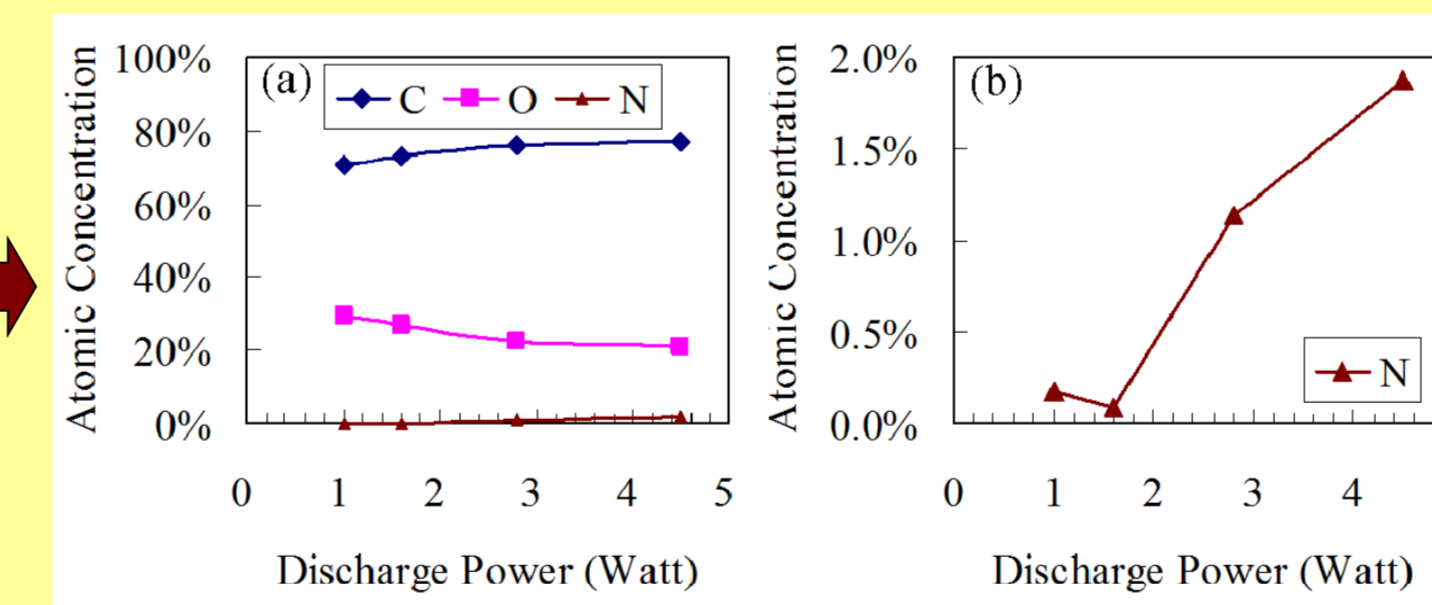 (a)
C O N
100%
80%
60%
40%
20%
0%
Atomic Concentration
0 1 2 3 4 5
Discharge Power (Watt)
(b)
2.0%
1.5%
1.0%
0.5%
0.0%
Atomic Concentration
N
0 1 2 3 4
Discharge Power (Watt)